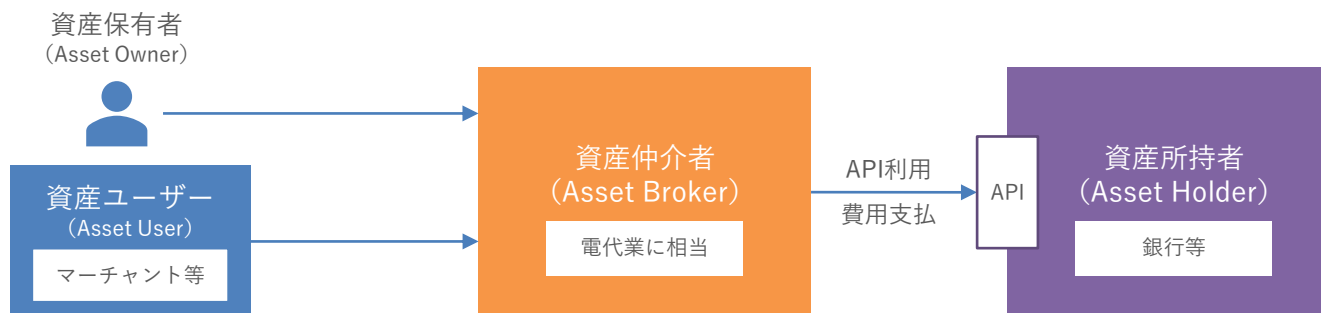 資産保有者
(Asset Owner)
資産ユーザー
(Asset User)
マーチャント等
資産仲介者
(Asset Broker)
電代業に相当
API利用
費用支払
API
資産所持者
(Asset Holder)
銀行等